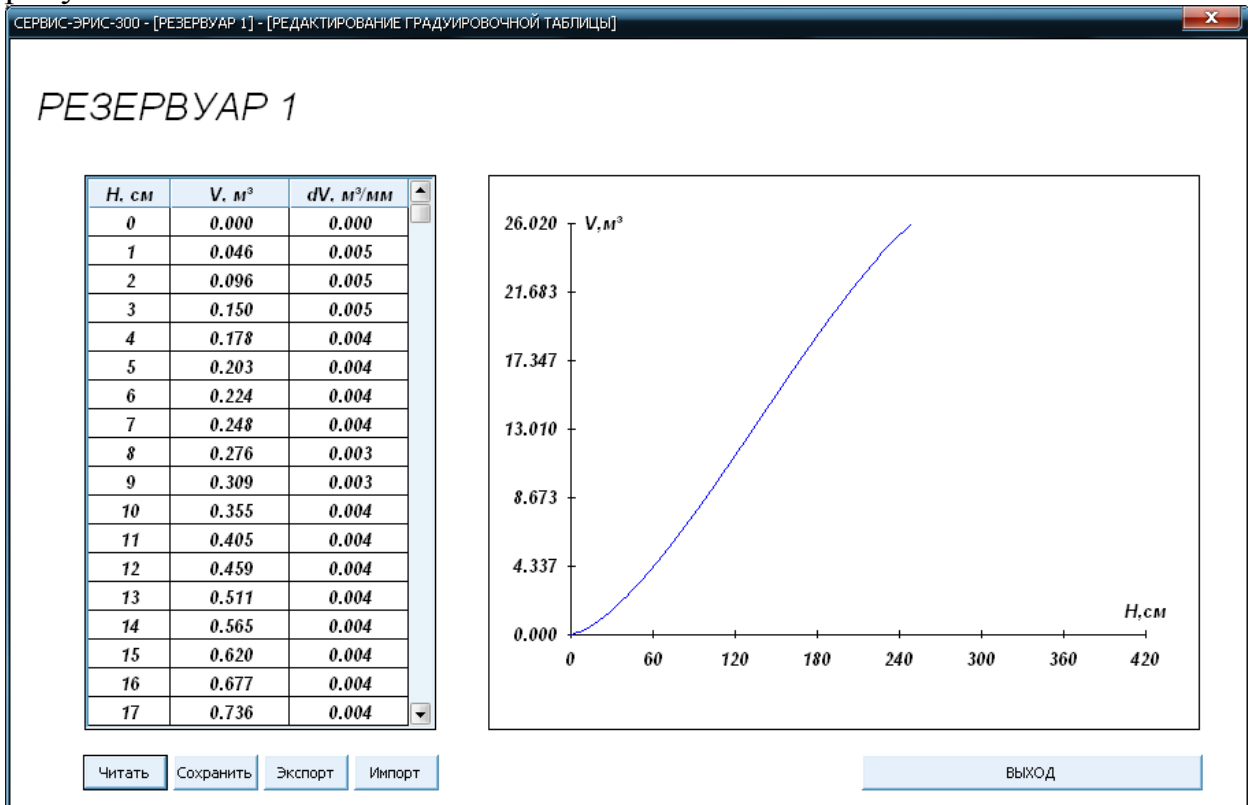 СЕРВИС-ЭРИС-300 - [РЕЗЕРВУАР 1] - [РЕДАКТИРОВАНИЕ ГРАДУИРОВОЧНОЙ ТАБЛИЦЫ]
РЕЗЕРВУАР 1
H, см V, м³ dV, м³/мм
0 0.000 0.000
1 0.046 0.005
2 0.096 0.005
3 0.150 0.005
4 0.178 0.004
5 0.203 0.004
6 0.224 0.004
7 0.248 0.004
8 0.276 0.003
9 0.309 0.003
10 0.355 0.004
11 0.405 0.004
12 0.459 0.004
13 0.511 0.004
14 0.565 0.004
15 0.620 0.004
16 0.677 0.004
17 0.736 0.004
26.020 V,м³
21.683
17.347
13.010
8.673
4.337
0.000
H,см
0 60 120 180 240 300 360 420
Читать Сохранить Экспорт Импорт ВЫХОД